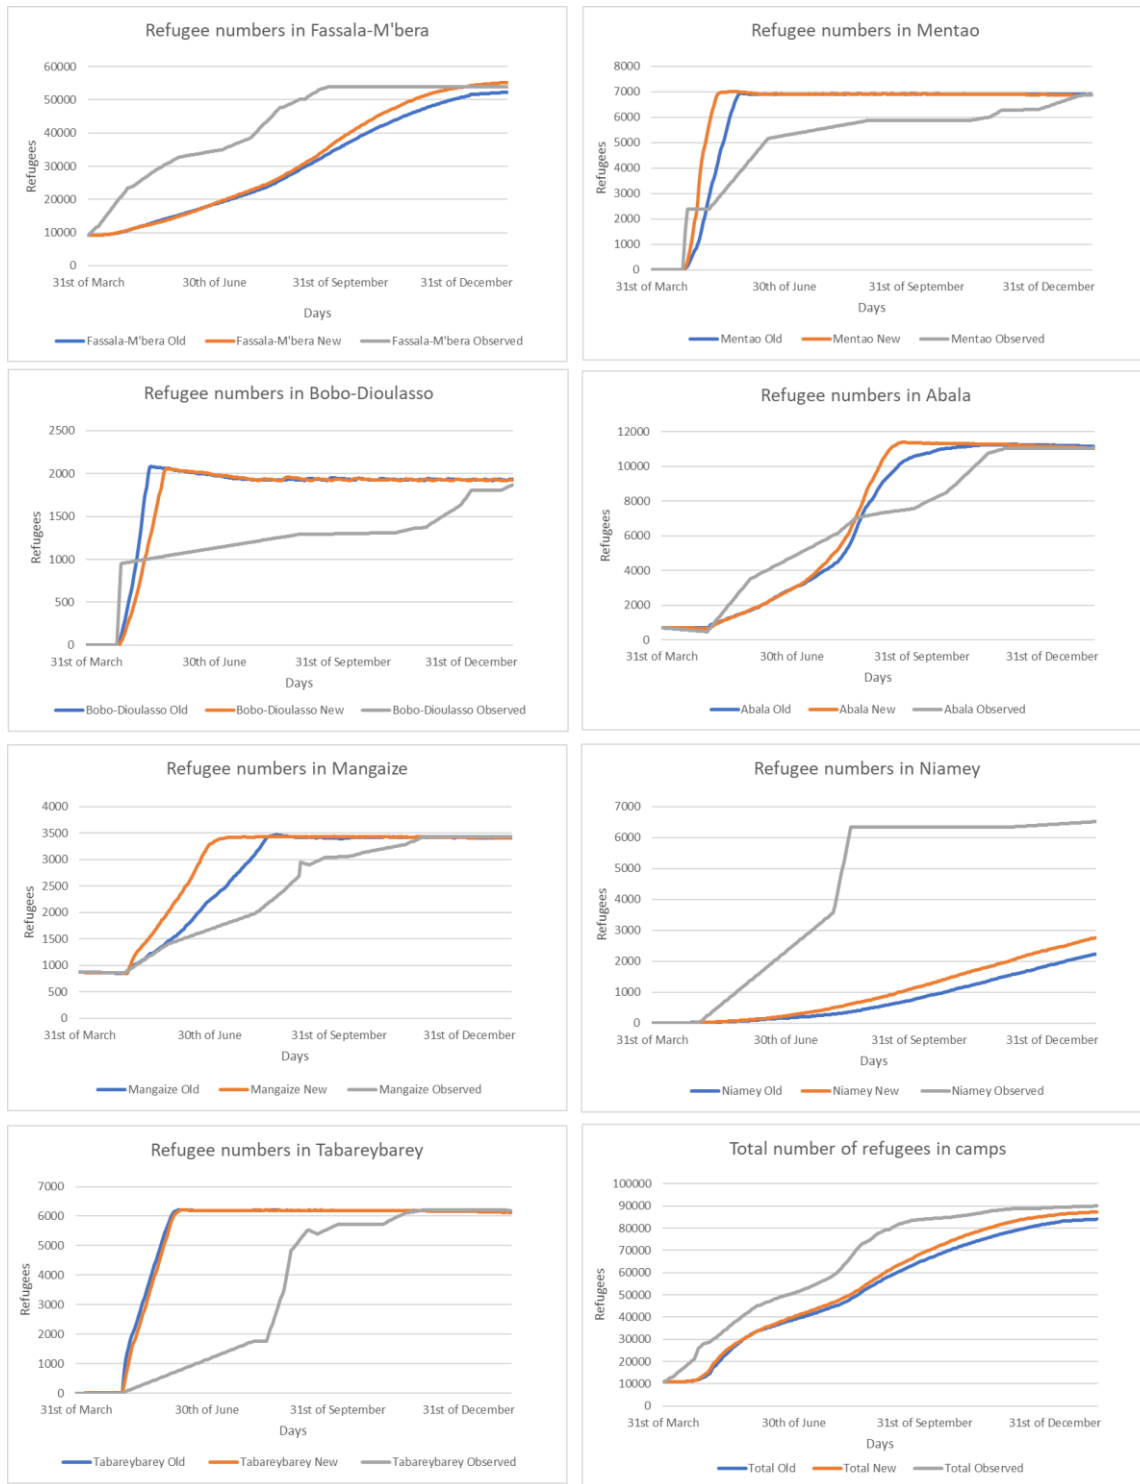 Refugee numbers in Fassala-M'bera
60000
50000
40000
30000
20000
10000
0
Refugees
31st of March 30th of June 31st of September 31st of December
Days
Fassala-M'bera Old Fassala-M'bera New Fassala-M'bera Observed
Refugee numbers in Mentao
8000
7000
6000
5000
4000
3000
2000
1000
0
Refugees
31st of March 30th of June 31st of September 31st of December
Days
Mentao Old Mentao New Mentao Observed
Refugee numbers in Bobo-Dioulasso
2500
2000
1500
1000
500
0
Refugees
31st of March 30th of June 31st of September 31st of December
Days
Bobo-Dioulasso Old Bobo-Dioulasso New Bobo-Dioulasso Observed
Refugee numbers in Abala
12000
10000
8000
6000
4000
2000
0
Refugees
31st of March 30th of June 31st of September 31st of December
Days
Abala Old Abala New Abala Observed
Refugee numbers in Mangaize
4000
3500
3000
2500
2000
1500
1000
500
0
Refugees
31st of March 30th of June 31st of September 31st of December
Days
Mangaize Old Mangaize New Mangaize Observed
Refugee numbers in Niamey
7000
6000
5000
4000
3000
2000
1000
0
Refugees
31st of March 30th of June 31st of September 31st of December
Days
Niamey Old Niamey New Niamey Observed
Refugee numbers in Tabareybarey
7000
6000
5000
4000
3000
2000
1000
0
Refugees
31st of March 30th of June 31st of September 31st of December
Days
Tabareybarey Old Tabareybarey New Tabareybarey Observed
Total number of refugees in camps
100000
90000
80000
70000
60000
50000
40000
30000
20000
10000
0
Refugees
31st of March 30th of June 31st of September 31st of December
Days
Total Old Total New Total Observed